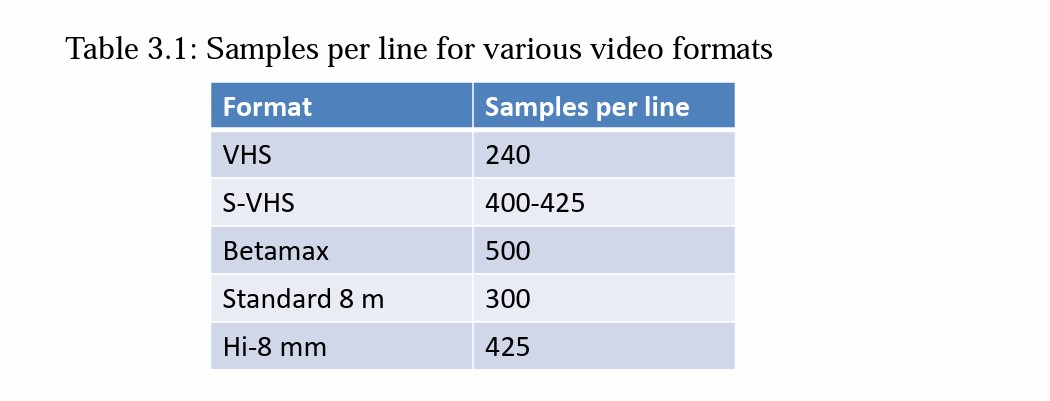 Table 3.1: Samples per line for various video formats
Format Samples per line
VHS 240
S-VHS 400-425
Betamax 500
Standard 8 m 300
Hi-8 mm 425